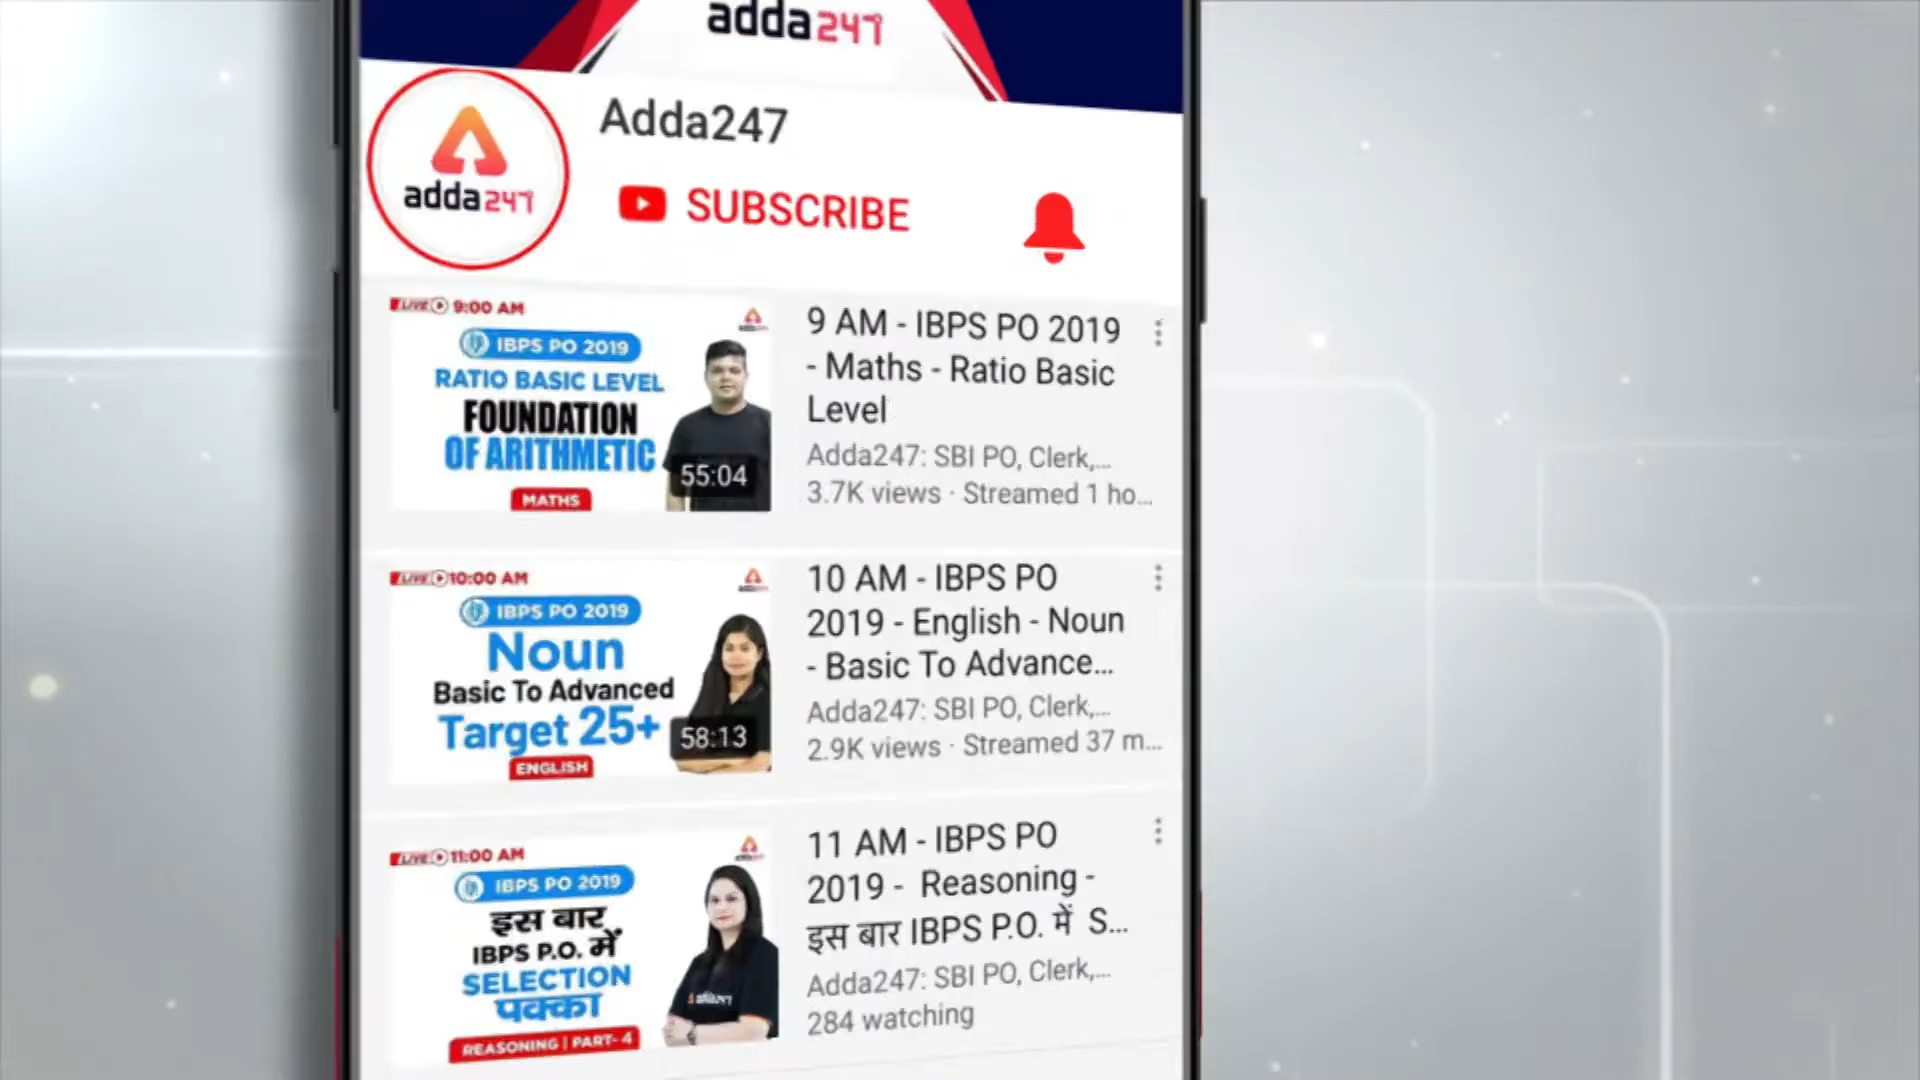 adda247
Adda247
adda247
SUBSCRIBE
LIVE 9:00 AM
IBPS PO 2019
RATIO BASIC LEVEL
FOUNDATION
OF ARITHMETIC
55:04
MATHS
9 AM - IBPS PO 2019
- Maths - Ratio Basic
Level
Adda247: SBI PO, Clerk,...
3.7K views · Streamed 1 ho...
LIVE 10:00 AM
IBPS PO 2019
Noun
Basic To Advanced
Target 25+
58:13
ENGLISH
10 AM - IBPS PO
2019 - English - Noun
- Basic To Advance...
Adda247: SBI PO, Clerk,...
2.9K views · Streamed 37 m...
LIVE 11:00 AM
IBPS PO 2019
इस बार
IBPS P.O. में
SELECTION
पक्का
adda247
REASONING | PART- 4
11 AM - IBPS PO
2019 - Reasoning -
इस बार IBPS P.O. में S...
Adda247: SBI PO, Clerk,...
284 watching